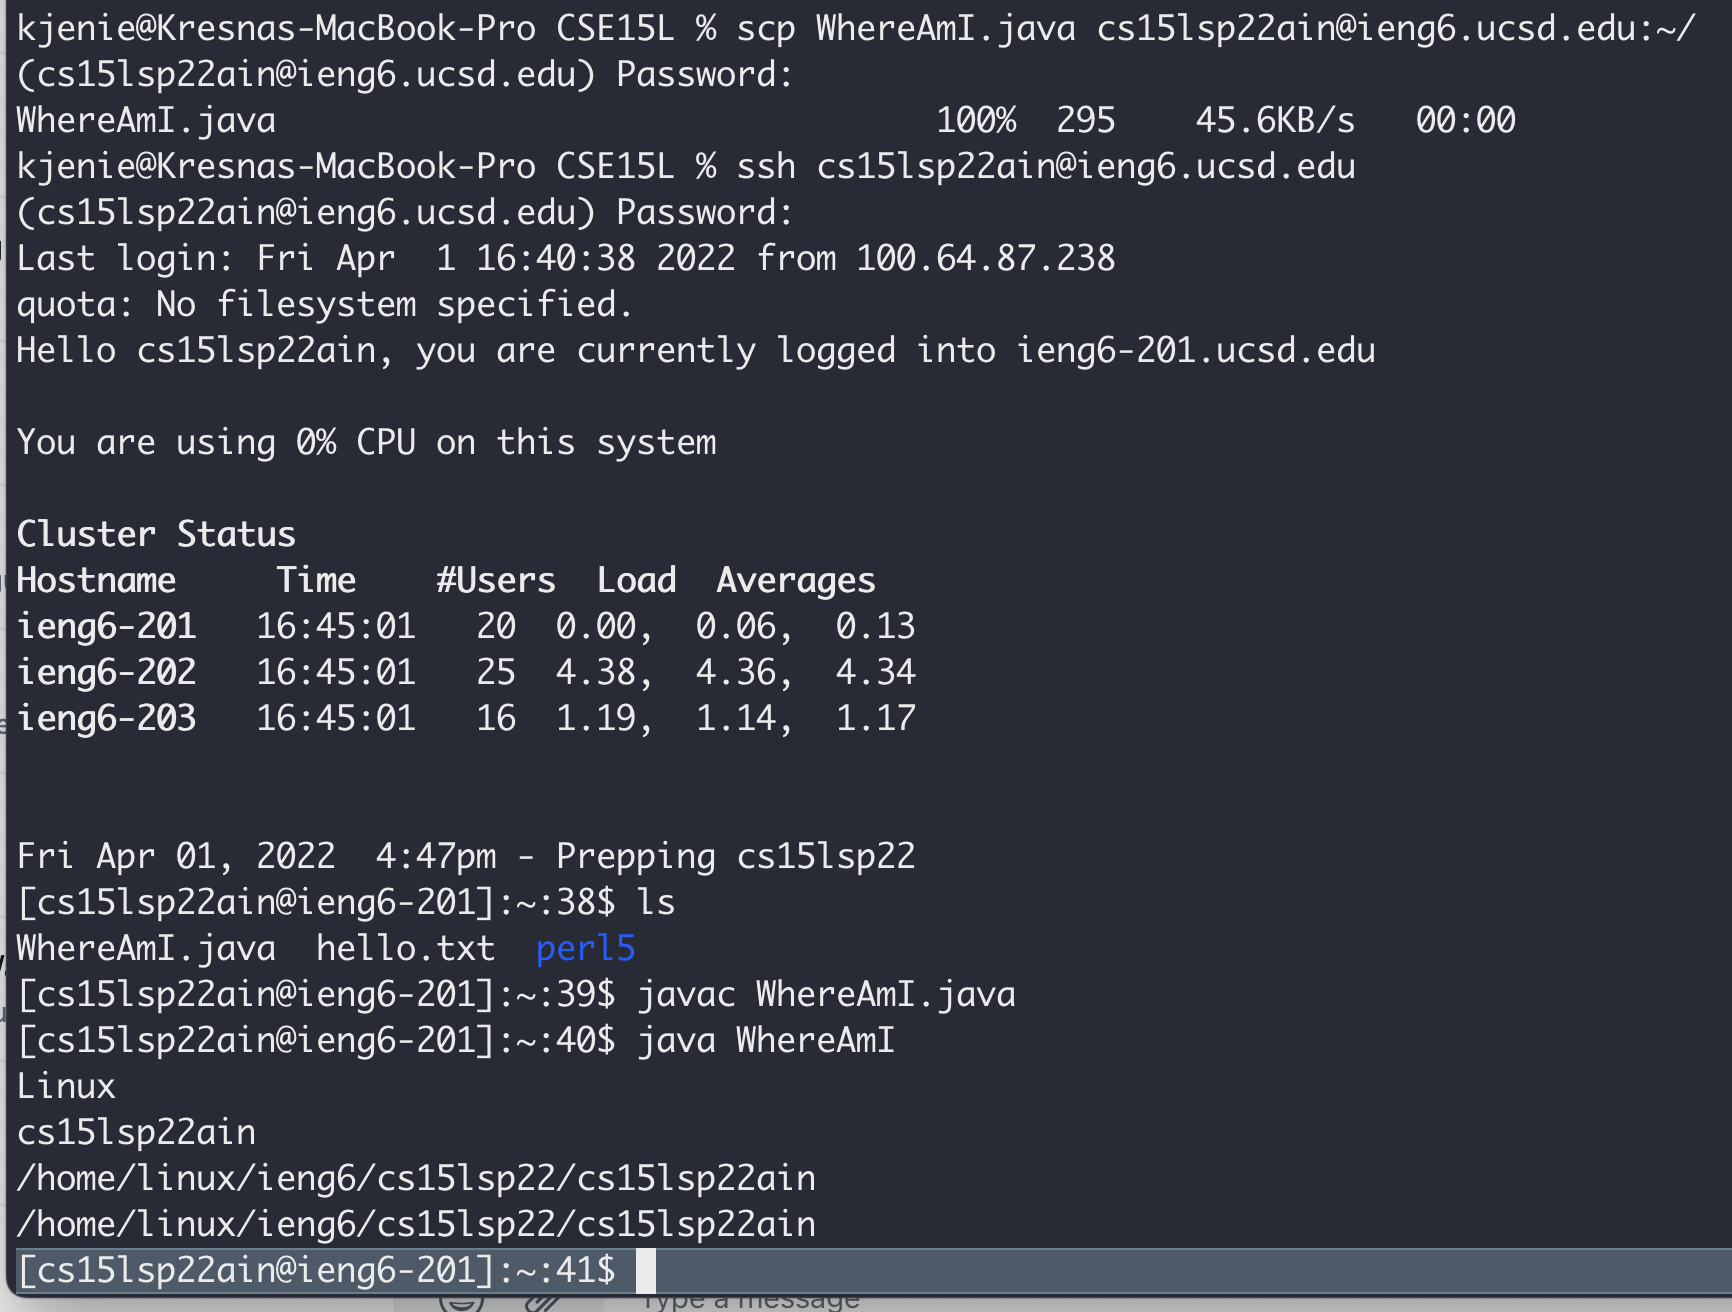 kjenie@Kresnas-MacBook-Pro CSE15L % scp WhereAmI.java cs15lsp22ain@ieng6.ucsd.edu:~/
(cs15lsp22ain@ieng6.ucsd.edu) Password:
WhereAmI.java                                 100%  295    45.6KB/s   00:00
kjenie@Kresnas-MacBook-Pro CSE15L % ssh cs15lsp22ain@ieng6.ucsd.edu
(cs15lsp22ain@ieng6.ucsd.edu) Password:
Last login: Fri Apr  1 16:40:38 2022 from 100.64.87.238
quota: No filesystem specified.
Hello cs15lsp22ain, you are currently logged into ieng6-201.ucsd.edu
You are using 0% CPU on this system
Cluster Status
Hostname     Time    #Users  Load  Averages
ieng6-201   16:45:01   20  0.00,  0.06,  0.13
ieng6-202   16:45:01   25  4.38,  4.36,  4.34
ieng6-203   16:45:01   16  1.19,  1.14,  1.17
Fri Apr 01, 2022  4:47pm - Prepping cs15lsp22
[cs15lsp22ain@ieng6-201]:~:38$ ls
WhereAmI.java  hello.txt  perl5
[cs15lsp22ain@ieng6-201]:~:39$ javac WhereAmI.java
[cs15lsp22ain@ieng6-201]:~:40$ java WhereAmI
Linux
cs15lsp22ain
/home/linux/ieng6/cs15lsp22/cs15lsp22ain
/home/linux/ieng6/cs15lsp22/cs15lsp22ain
[cs15lsp22ain@ieng6-201]:~:41$
Type a message